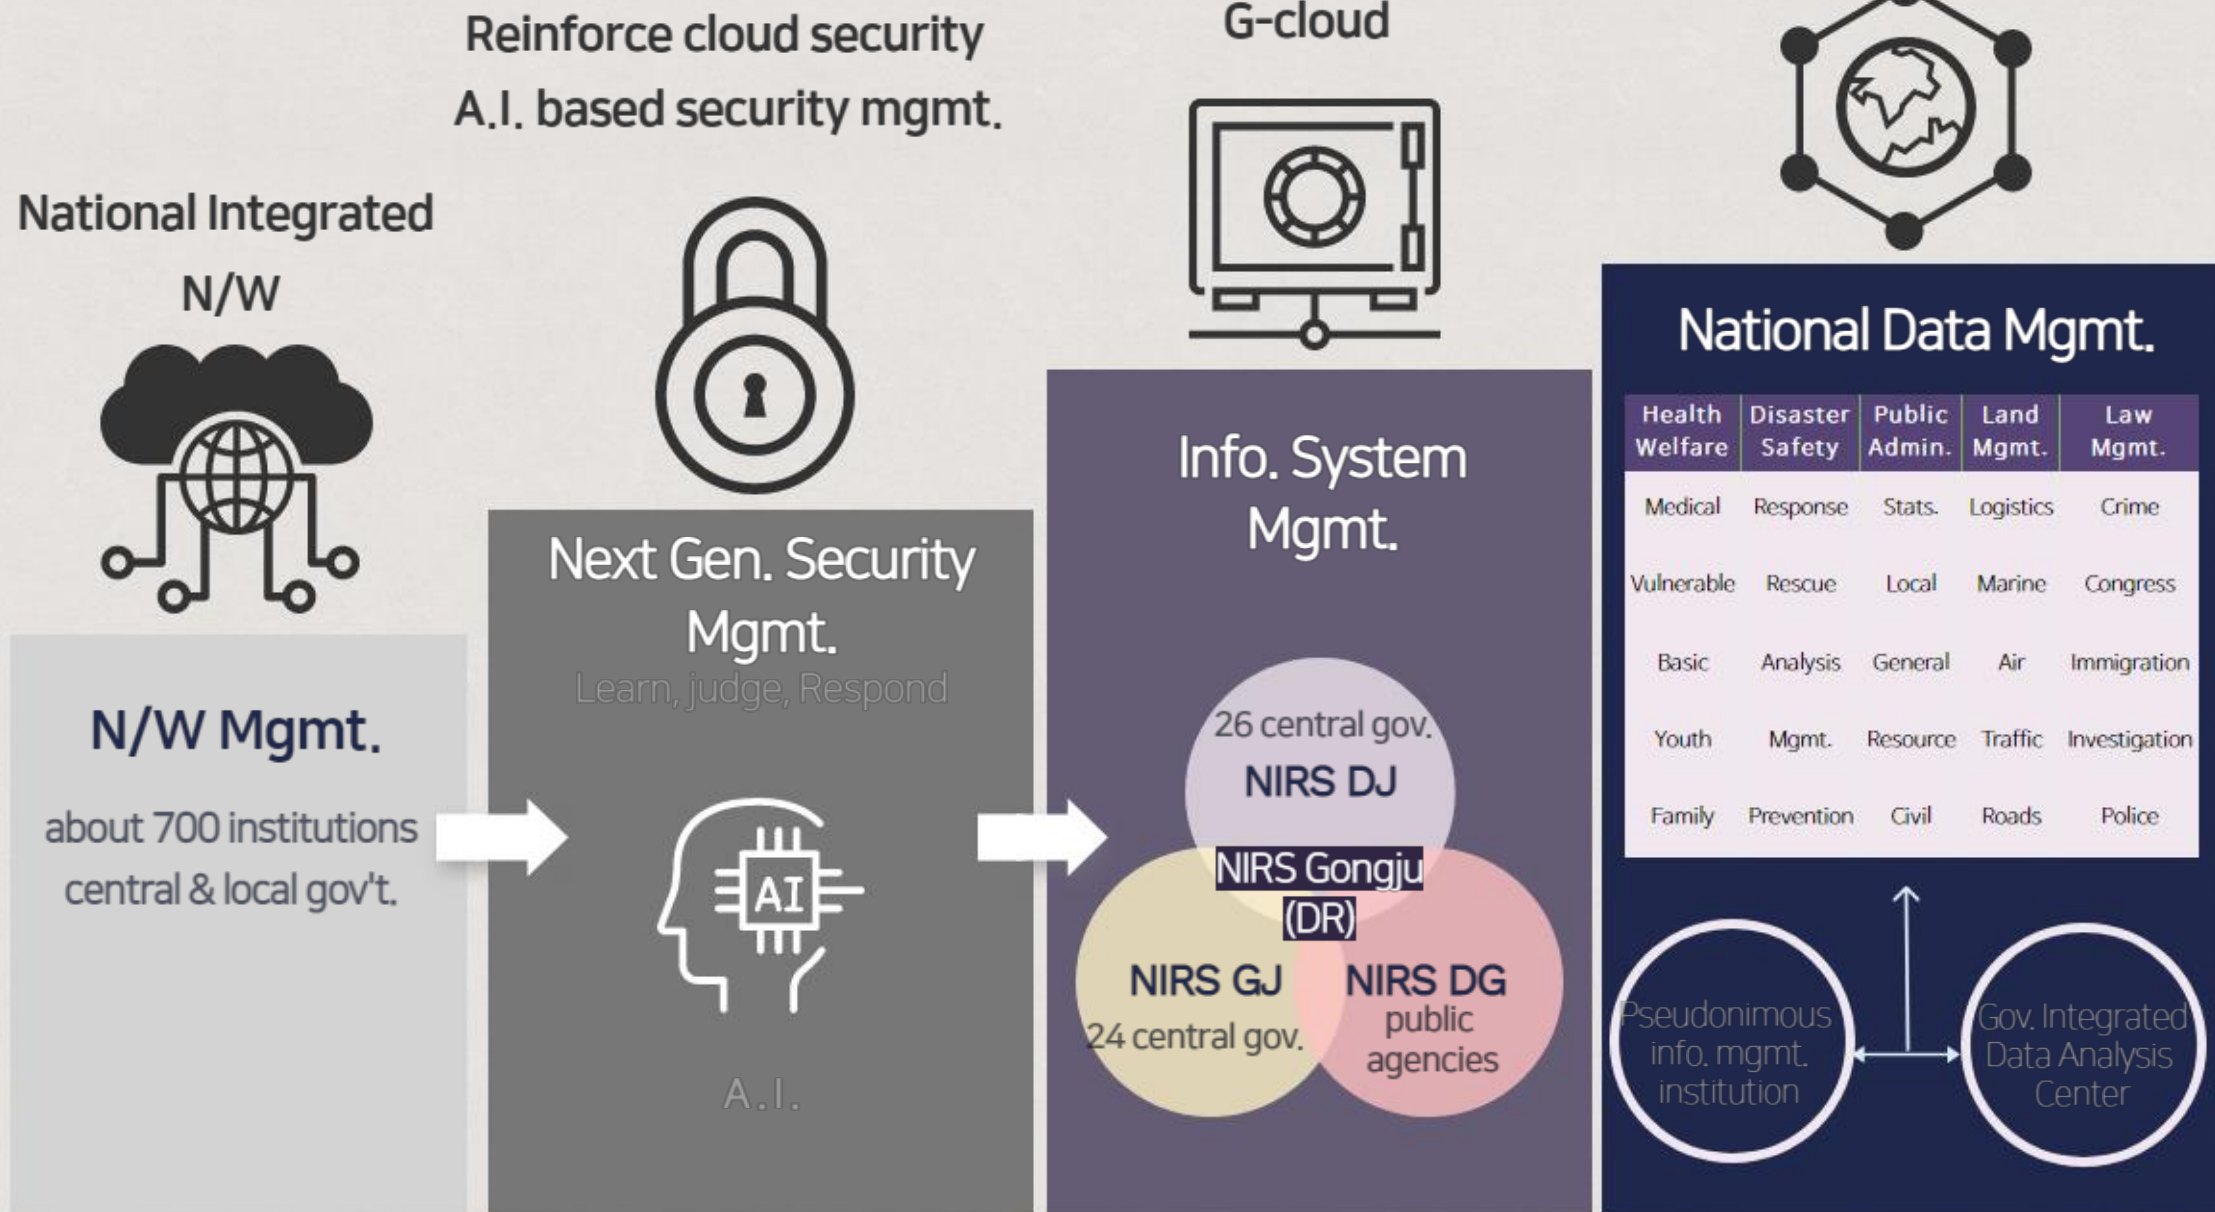 National Integrated
N/W
N/W Mgmt.
about 700 institutions
central & local gov't.
Reinforce cloud security
A.I. based security mgmt.
Next Gen. Security
Mgmt.
Learn, judge, Respond
AI
A.I.
G-cloud
Info. System
Mgmt.
26 central gov.
NIRS DJ
NIRS Gongju
(DR)
NIRS GJ
24 central gov.
NIRS DG
public
agencies
National Data Mgmt.
Health Disaster Public Land Law
Welfare Safety Admin. Mgmt. Mgmt.
Medical Response Stats. Logistics Crime
Vulnerable Rescue Local Marine Congress
Basic Analysis General Air Immigration
Youth Mgmt. Resource Traffic Investigation
Family Prevention Civil Roads Police
Pseudonimous
info. mgmt.
institution
Gov. Integrated
Data Analysis
Center